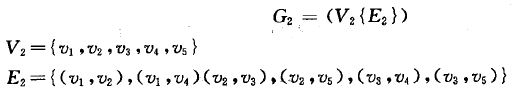 G₂ = (V₂{E₂})
V₂={v₁,v₂,v₃,v₄,v₅}
E₂={(v₁,v₂),(v₁,v₄)(v₂,v₃),(v₂,v₅),(v₃,v₄),(v₃,v₅)}